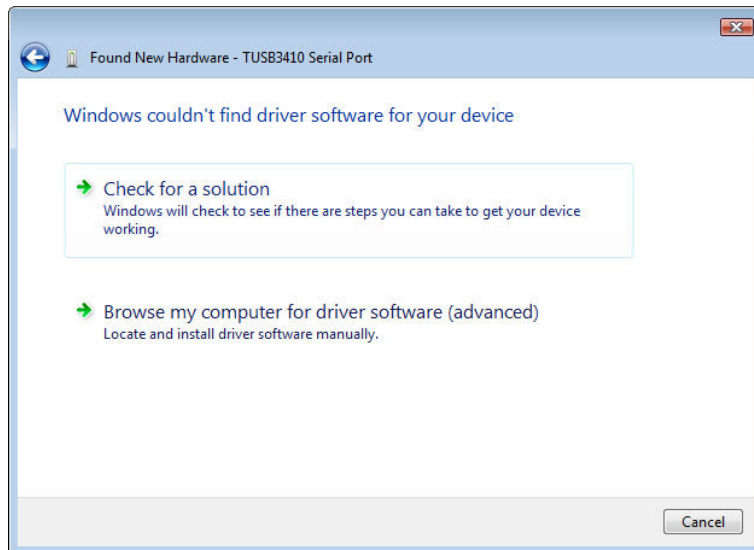 Found New Hardware - TUSB3410 Serial Port
Windows couldn't find driver software for your device
Check for a solution
Windows will check to see if there are steps you can take to get your device
working.
Browse my computer for driver software (advanced)
Locate and install driver software manually.
Cancel